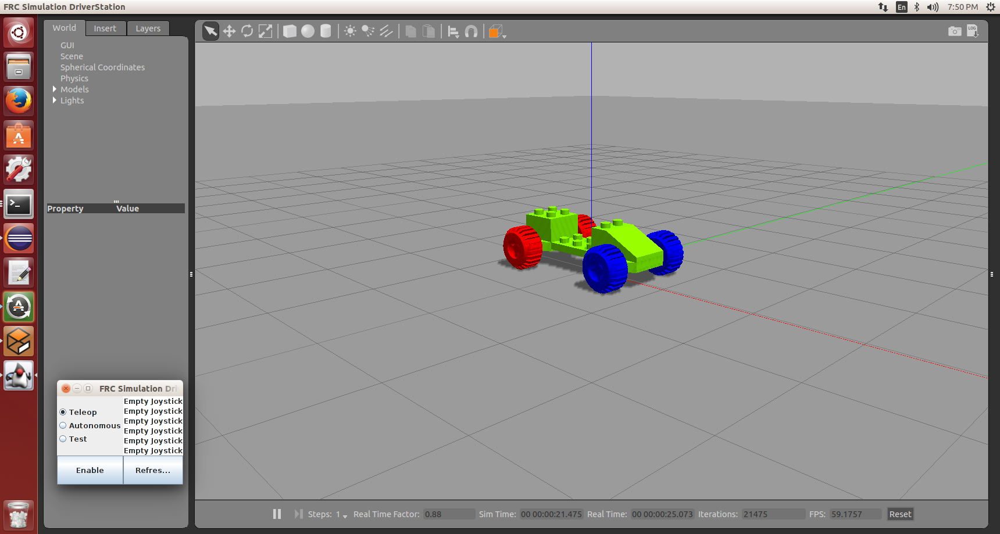 FRC Simulation DriverStation
En
7:50 PM
World Insert Layers
LOG
GUI
Scene
Spherical Coordinates
Physics
Models
Lights
Property Value
FRC Simulation Dri
Teleop
Autonomous
Test
Empty Joystick
Empty Joystick
Empty Joystick
Empty Joystick
Empty Joystick
Empty Joystick
Enable Refres...
Steps: 1 Real Time Factor: 0.88 Sim Time: 00 00:00:21.475 Real Time: 00 00:00:25.073 Iterations: 21475 FPS: 59.1757 Reset